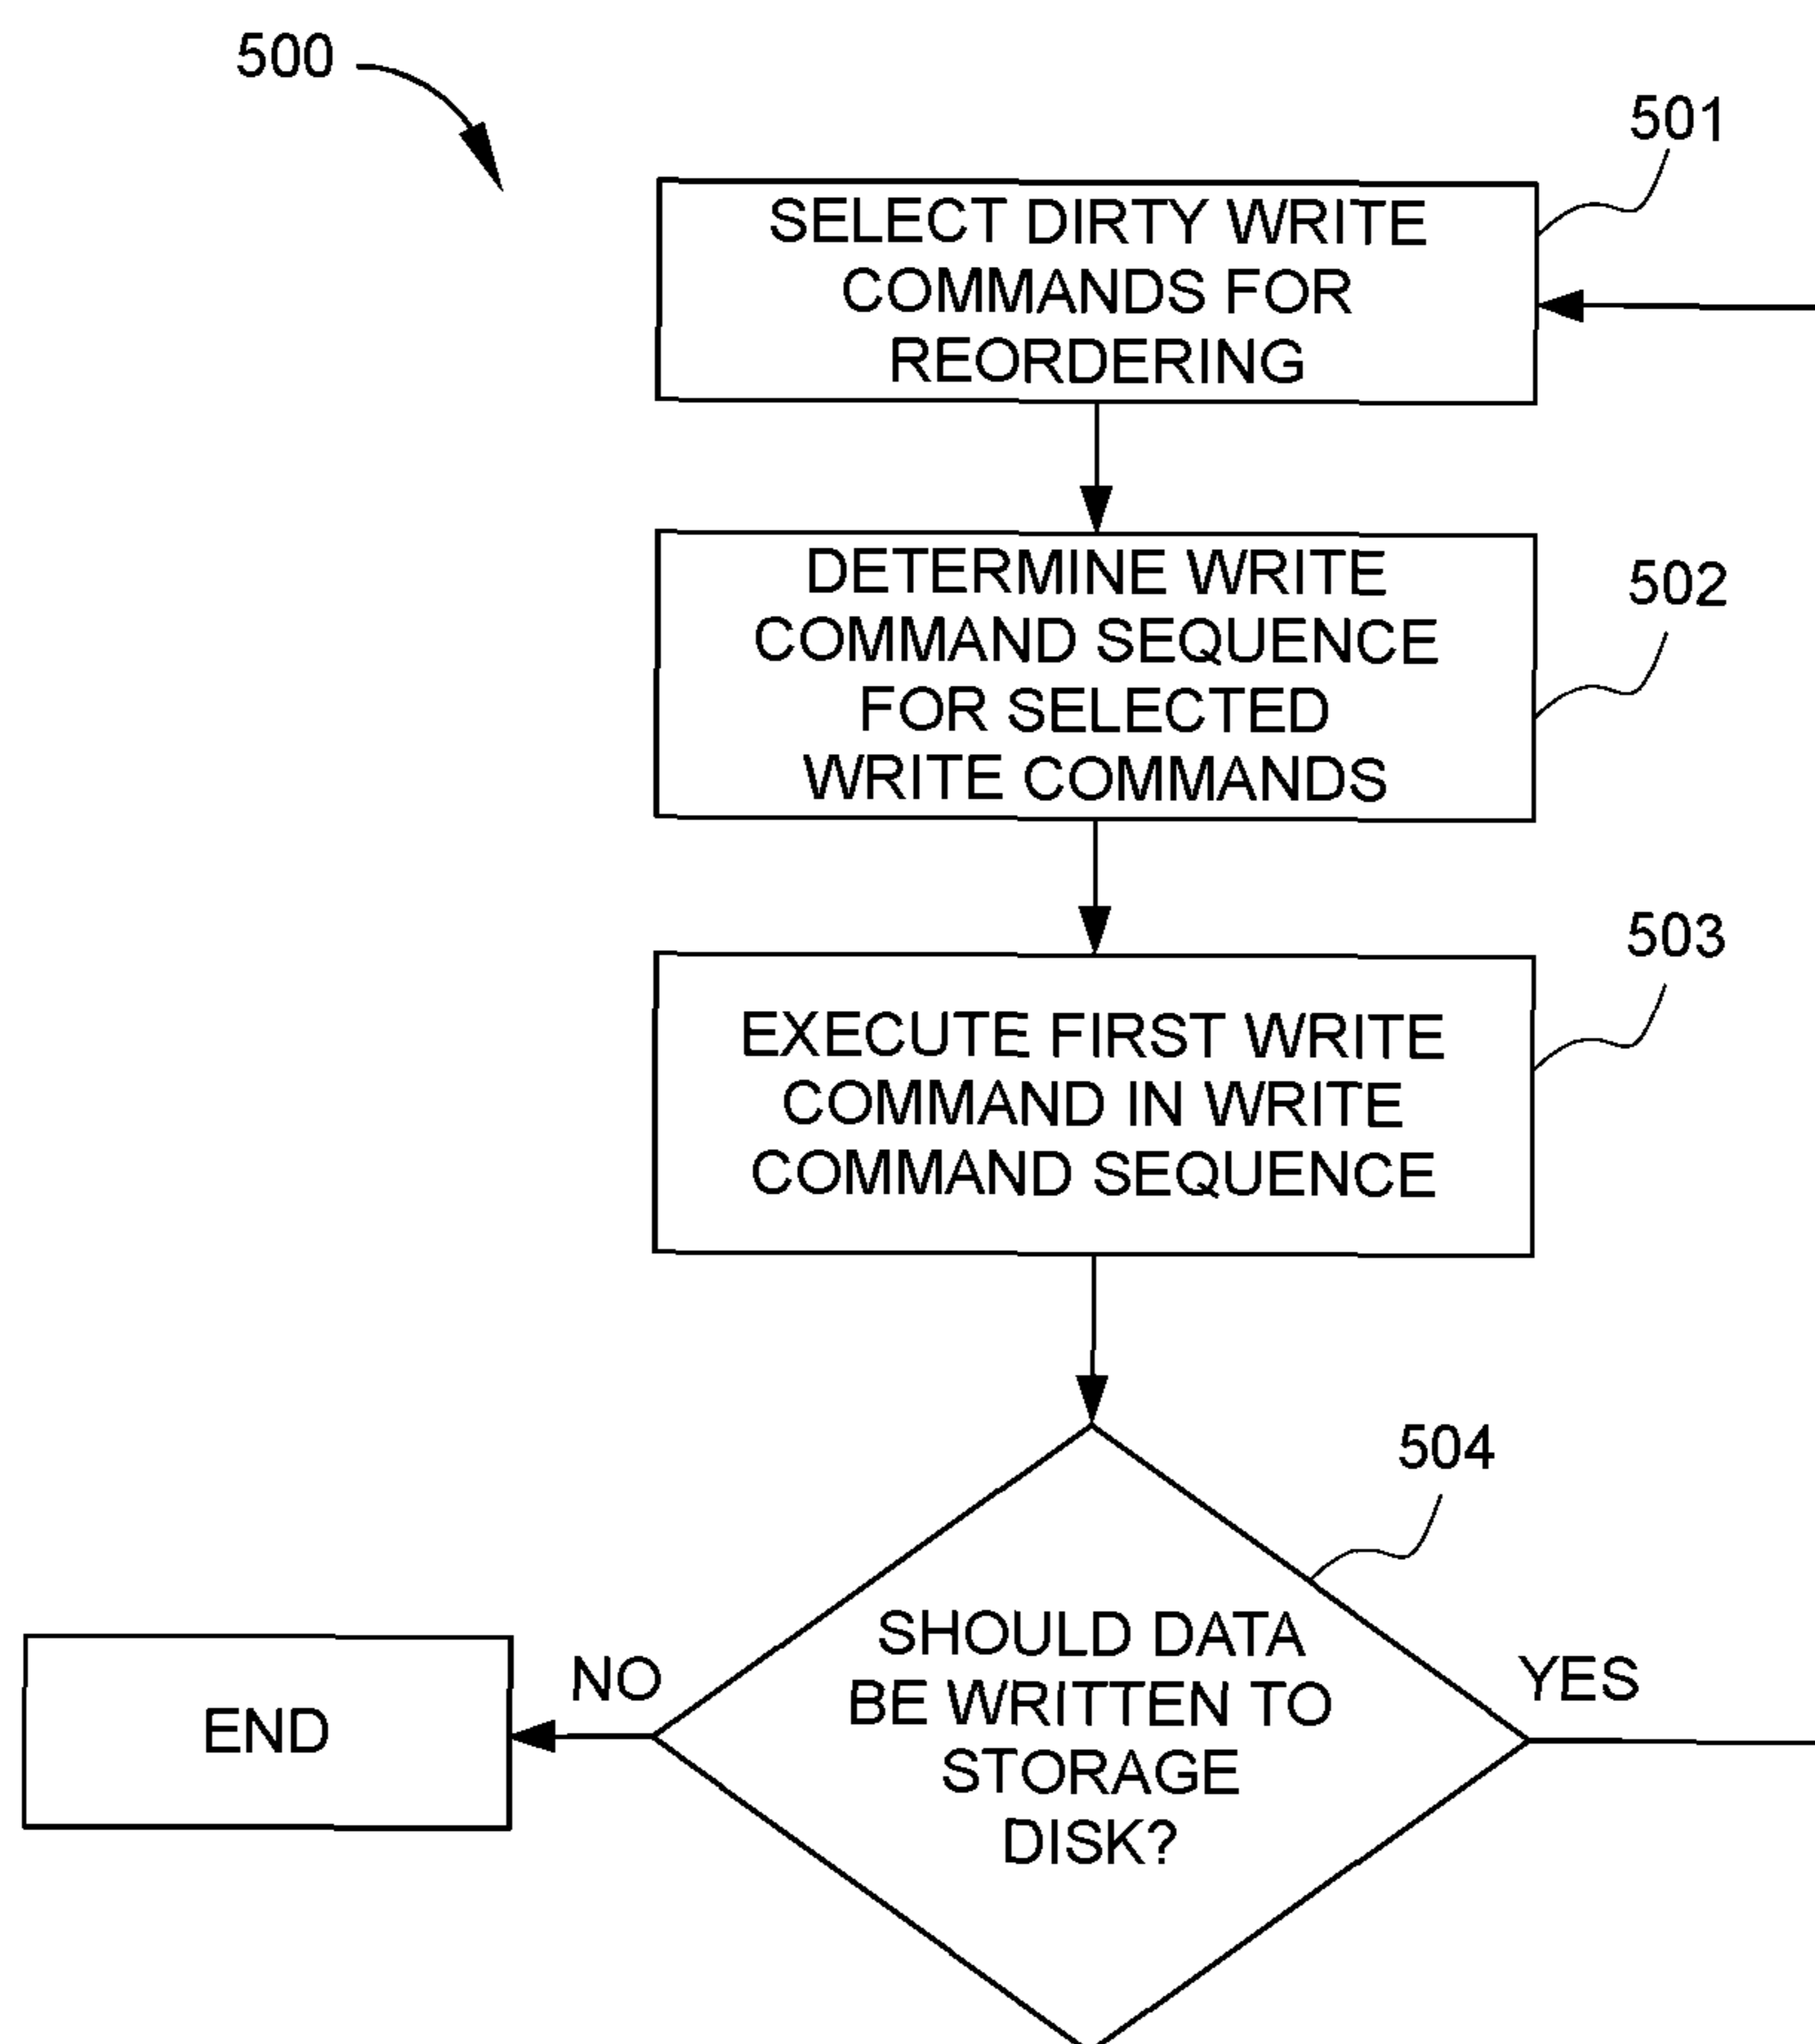 500
501
SELECT DIRTY WRITE
COMMANDS FOR
REORDERING
502
DETERMINE WRITE
COMMAND SEQUENCE
FOR SELECTED
WRITE COMMANDS
503
EXECUTE FIRST WRITE
COMMAND IN WRITE
COMMAND SEQUENCE
504
SHOULD DATA
BE WRITTEN TO
STORAGE
DISK?
NO
YES
END